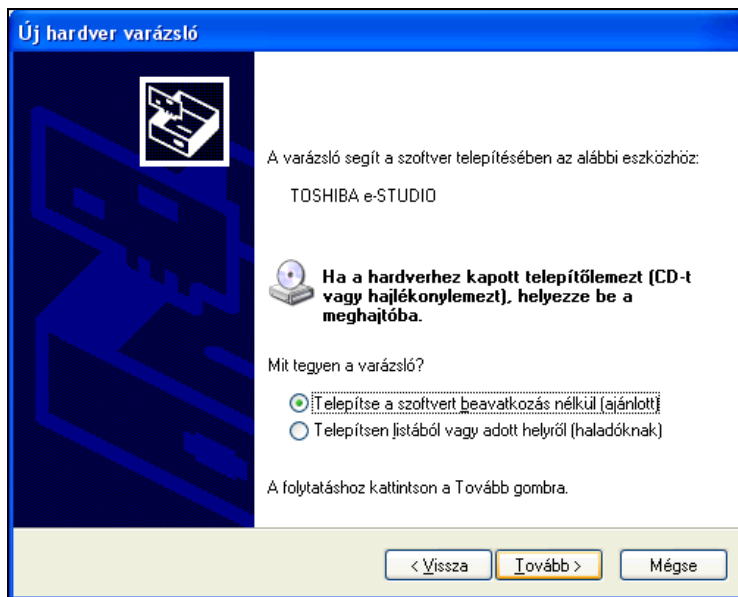 Új hardver varázsló
A varázsló segít a szoftver telepítésében az alábbi eszközhöz:
TOSHIBA e-STUDIO
Ha a hardverhez kapott telepítőlemezt (CD-t
vagy hajlékonylemezt), helyezze be a
meghajtóba.
Mit tegyen a varázsló?
Telepítse a szoftvert beavatkozás nélkül (ajánlott)
Telepítsen listából vagy adott helyről (haladóknak)
A folytatáshoz kattintson a Tovább gombra.
< Vissza Tovább > Mégse